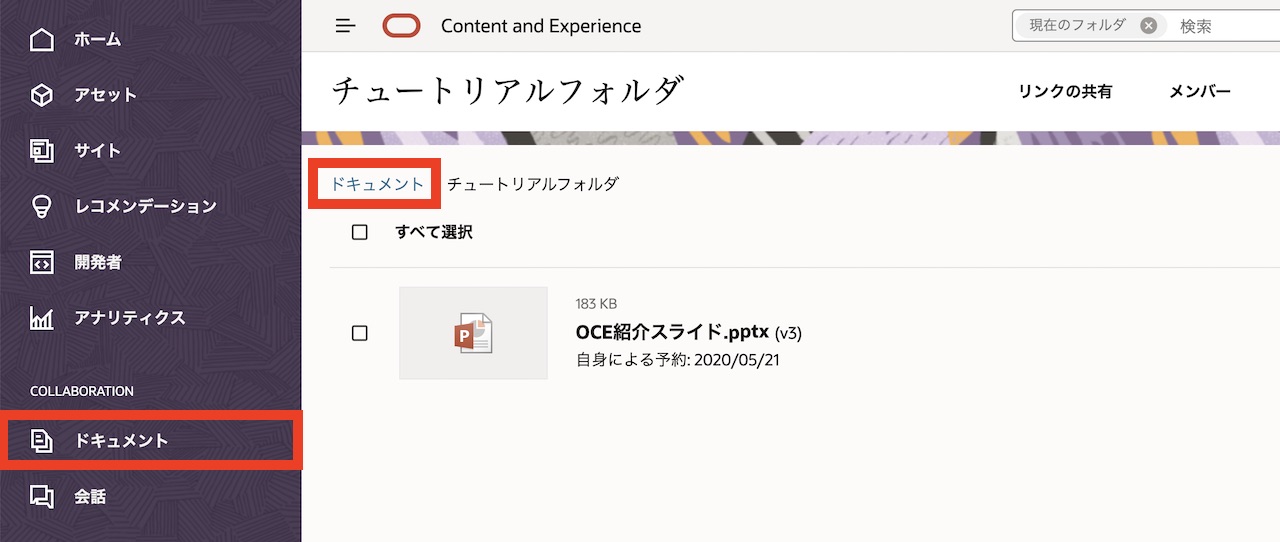 ホーム
アセット
サイト
レコメンデーション
開発者
アナリティクス
COLLABORATION
ドキュメント
会話
Content and Experience
現在のフォルダ 検索
チュートリアルフォルダ
リンクの共有 メンバー
ドキュメント チュートリアルフォルダ
すべて選択
183 KB
P
OCE紹介スライド.pptx (v3)
自身による予約: 2020/05/21